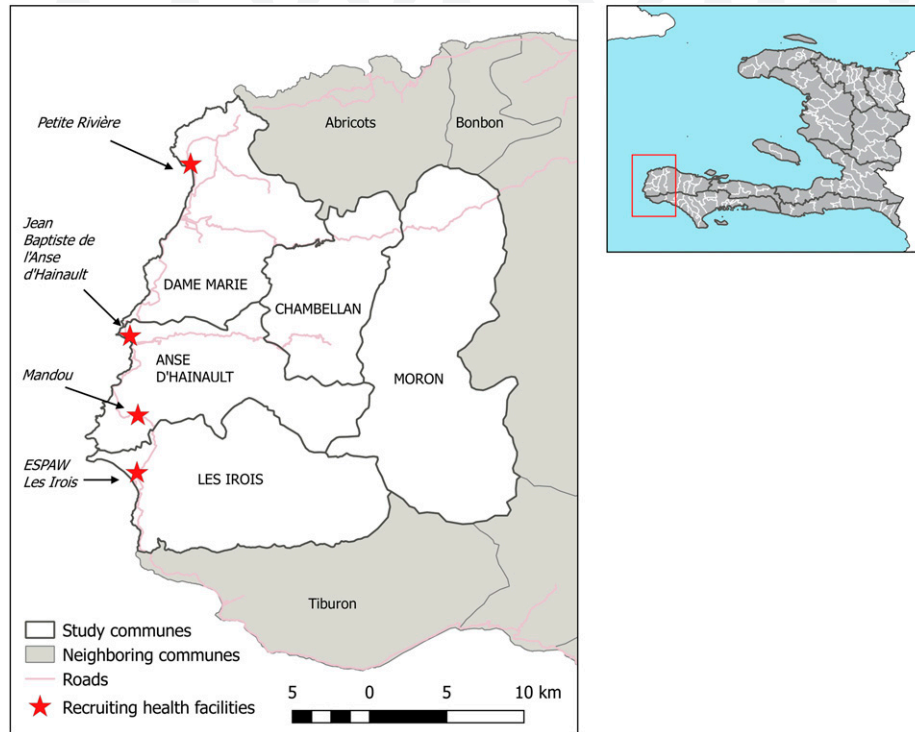 Petite Rivière
Abricots
Bonbon
Jean
Baptiste de
l'Anse
d'Hainault
DAME MARIE
CHAMBELLAN
ANSE
D'HAINAULT
Mandou
MORON
ESPAW
Les Irois
LES IROIS
Tiburon
Study communes
Neighboring communes
Roads
Recruiting health facilities
5 0 5 10 km